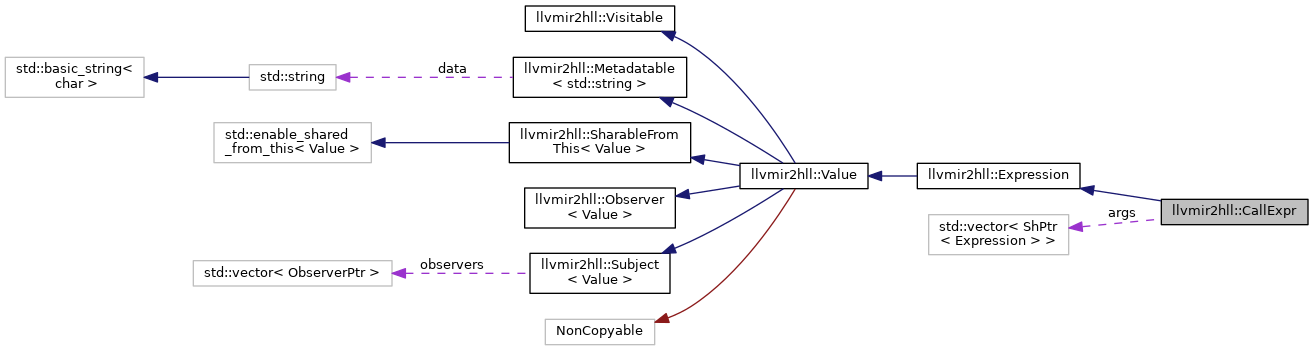 llvmir2hll::Visitable
std::basic_string<
char >
std::string
data
llvmir2hll::Metadatable
< std::string >
std::enable_shared
_from_this< Value >
llvmir2hll::SharableFrom
This< Value >
llvmir2hll::Value
llvmir2hll::Expression
llvmir2hll::Observer
< Value >
args
llvmir2hll::CallExpr
std::vector< ShPtr
< Expression > >
std::vector< ObserverPtr >
observers
llvmir2hll::Subject
< Value >
NonCopyable